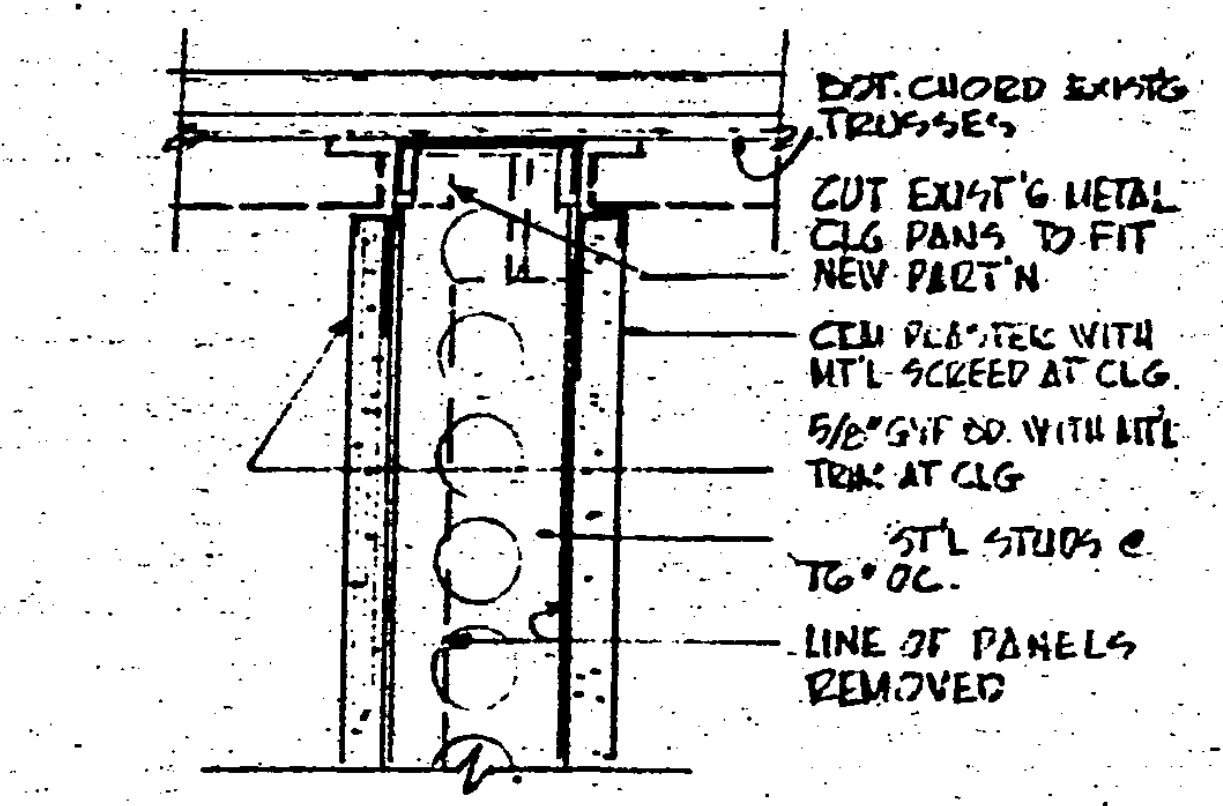 BOT. CHORD EXIST'G
TRUSSES
CUT EXIST'G METAL
CLG PANS TO FIT
NEW PART'N
CEM PLASTER WITH
MT'L SCREED AT CLG.
5/8" GYP BD. WITH MT'L
TRIM AT CLG
ST'L STUDS @
16" OC.
LINE OF PANELS
REMOVED